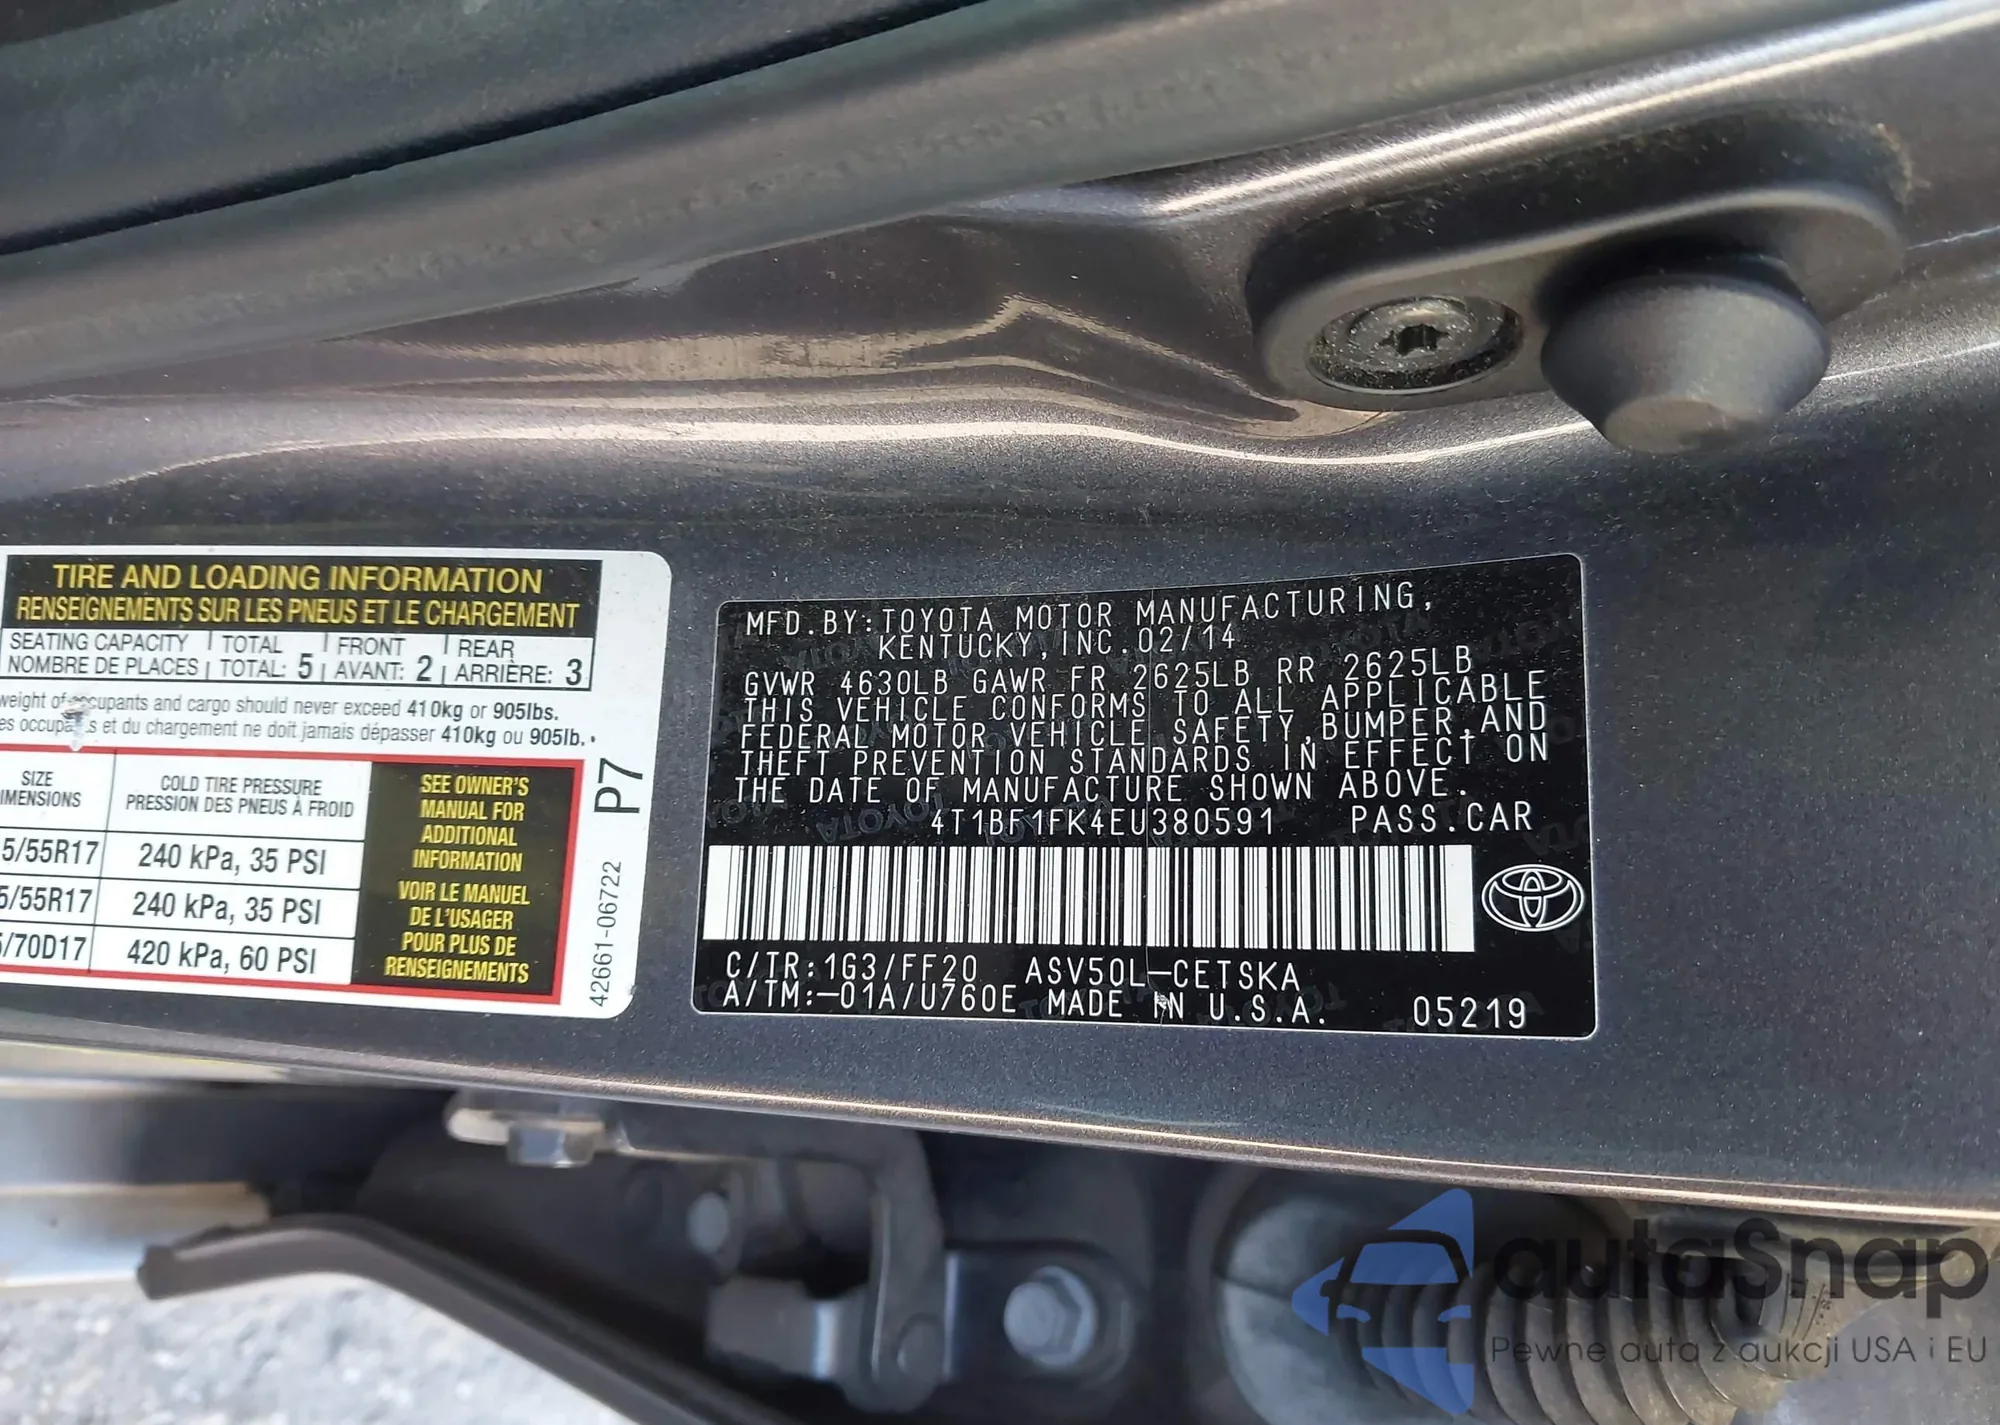 TIRE AND LOADING INFORMATION
RENSEIGNEMENTS SUR LES PNEUS ET LE CHARGEMENT
SEATING CAPACITY TOTAL FRONT REAR
NOMBRE DE PLACES TOTAL: 5 AVANT: 2 ARRIÈRE: 3
and cargo should never exceed 410kg or 905lbs.
et du chargement ne doit jamais dépasser 410kg ou 905lb.
SIZE COLD TIRE PRESSURE
PRESSION DES PNEUS À FROID
5/55R17 240 kPa, 35 PSI
5/55R17 240 kPa, 35 PSI
/70D17 420 kPa, 60 PSI
SEE OWNER'S
MANUAL FOR
ADDITIONAL
INFORMATION
VOIR LE MANUEL
DE L'USAGER
POUR PLUS DE
RENSEIGNEMENTS
P7
42661-06722
MFD.BY:TOYOTA MOTOR MANUFACTURING,
KENTUCKY,INC.02/14
GVWR 4630LB GAWR FR 2625LB RR 2625LB
THIS VEHICLE CONFORMS TO ALL APPLICABLE
FEDERAL MOTOR VEHICLE SAFETY,BUMPER,AND
THEFT PREVENTION STANDARDS IN EFFECT ON
THE DATE OF MANUFACTURE SHOWN ABOVE.
4T1BF1FK4EU380591 PASS.CAR
C/TR:1G3/FF20 ASV50L-CETSKA
A/TM:-01A/U760E MADE IN U.S.A. 05219
autaSnap
Pewne auta z aukcji USA i EU